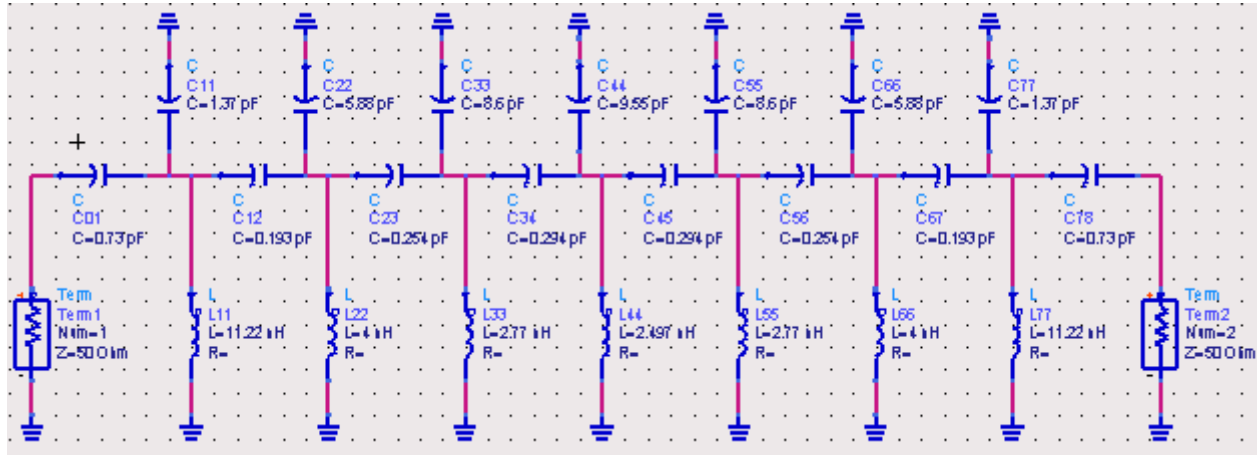 C
C11
C=1.37 pF
C
C22
C=5.88 pF
C
C33
C=8.6 pF
C
C44
C=9.55 pF
C
C55
C=8.6 pF
C
C66
C=5.88 pF
C
C77
C=1.37 pF
C
C01
C=0.73 pF
C
C12
C=0.193 pF
C
C23
C=0.254 pF
C
C34
C=0.294 pF
C
C45
C=0.294 pF
C
C56
C=0.254 pF
C
C67
C=0.193 pF
C
C78
C=0.73 pF
Term
Term1
Num=1
Z=50 Ohm
L
L11
L=11.22 nH
R=
L
L22
L=4 nH
R=
L
L33
L=2.77 nH
R=
L
L44
L=2.497 nH
R=
L
L55
L=2.77 nH
R=
L
L66
L=4 nH
R=
L
L77
L=11.22 nH
R=
Term
Term2
Num=2
Z=50 Ohm